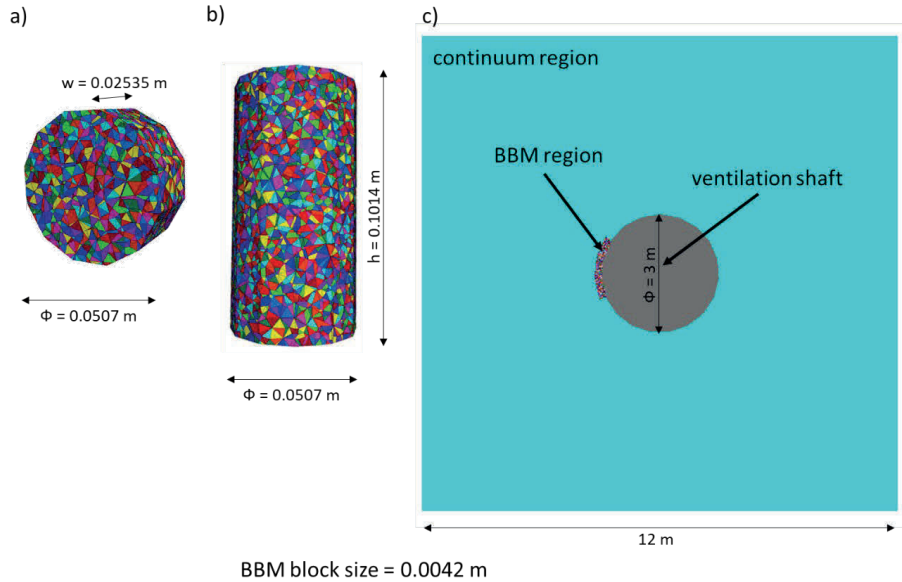 a)
w = 0.02535 m
Φ = 0.0507 m
b)
h = 0.1014 m
Φ = 0.0507 m
c)
continuum region
BBM region
ventilation shaft
Φ = 3 m
12 m
BBM block size = 0.0042 m